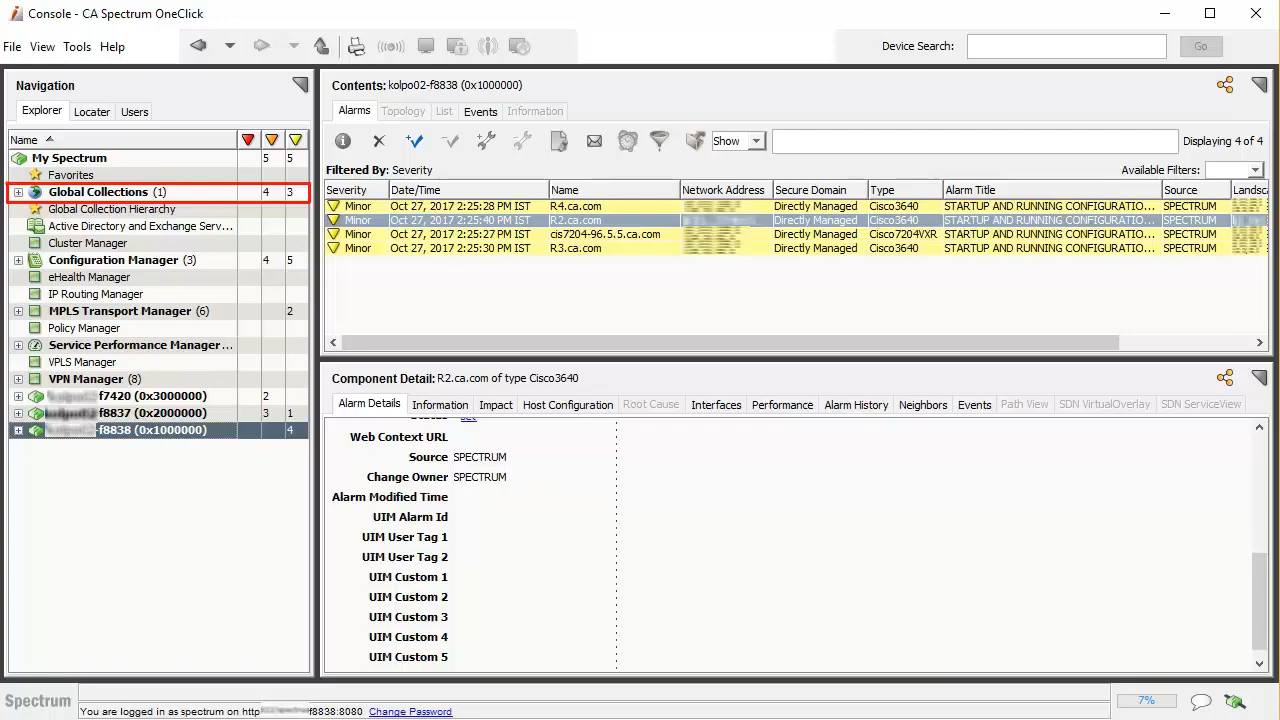 Console - CA Spectrum OneClick
File View Tools Help
Device Search: Go
Navigation
Explorer Locater Users
Name
My Spectrum 5 5
Favorites
Global Collections (1) 4 3
Global Collection Hierarchy
Active Directory and Exchange Serv...
Cluster Manager
Configuration Manager (3) 4 5
eHealth Manager
IP Routing Manager
MPLS Transport Manager (6) 2
Policy Manager
Service Performance Manager...
VPLS Manager
VPN Manager (8)
f7420 (0x3000000) 2
f8837 (0x2000000) 3 1
f8838 (0x1000000) 4
Contents: kolpo02-f8838 (0x1000000)
Alarms Topology List Events Information
Show Displaying 4 of 4
Filtered By: Severity Available Filters:
Severity Date/Time Name Network Address Secure Domain Type Alarm Title Source Landsca
Minor Oct 27, 2017 2:25:28 PM IST R4.ca.com Directly Managed Cisco3640 STARTUP AND RUNNING CONFIGURATIO... SPECTRUM
Minor Oct 27, 2017 2:25:40 PM IST R2.ca.com Directly Managed Cisco3640 STARTUP AND RUNNING CONFIGURATIO... SPECTRUM
Minor Oct 27, 2017 2:25:37 PM IST cis7204-96.5.5.ca.com Directly Managed Cisco7204VXR STARTUP AND RUNNING CONFIGURATIO... SPECTRUM
Minor Oct 27, 2017 2:25:30 PM IST R3.ca.com Directly Managed Cisco3640 STARTUP AND RUNNING CONFIGURATIO... SPECTRUM
Component Detail: R2.ca.com of type Cisco3640
Alarm Details Information Impact Host Configuration Root Cause Interfaces Performance Alarm History Neighbors Events Path View SDN VirtualOverlay SDN ServiceView
Web Context URL
Source SPECTRUM
Change Owner SPECTRUM
Alarm Modified Time
UIM Alarm Id
UIM User Tag 1
UIM User Tag 2
UIM Custom 1
UIM Custom 2
UIM Custom 3
UIM Custom 4
UIM Custom 5
Spectrum
You are logged in as spectrum on http f8838:8080 Change Password
7%